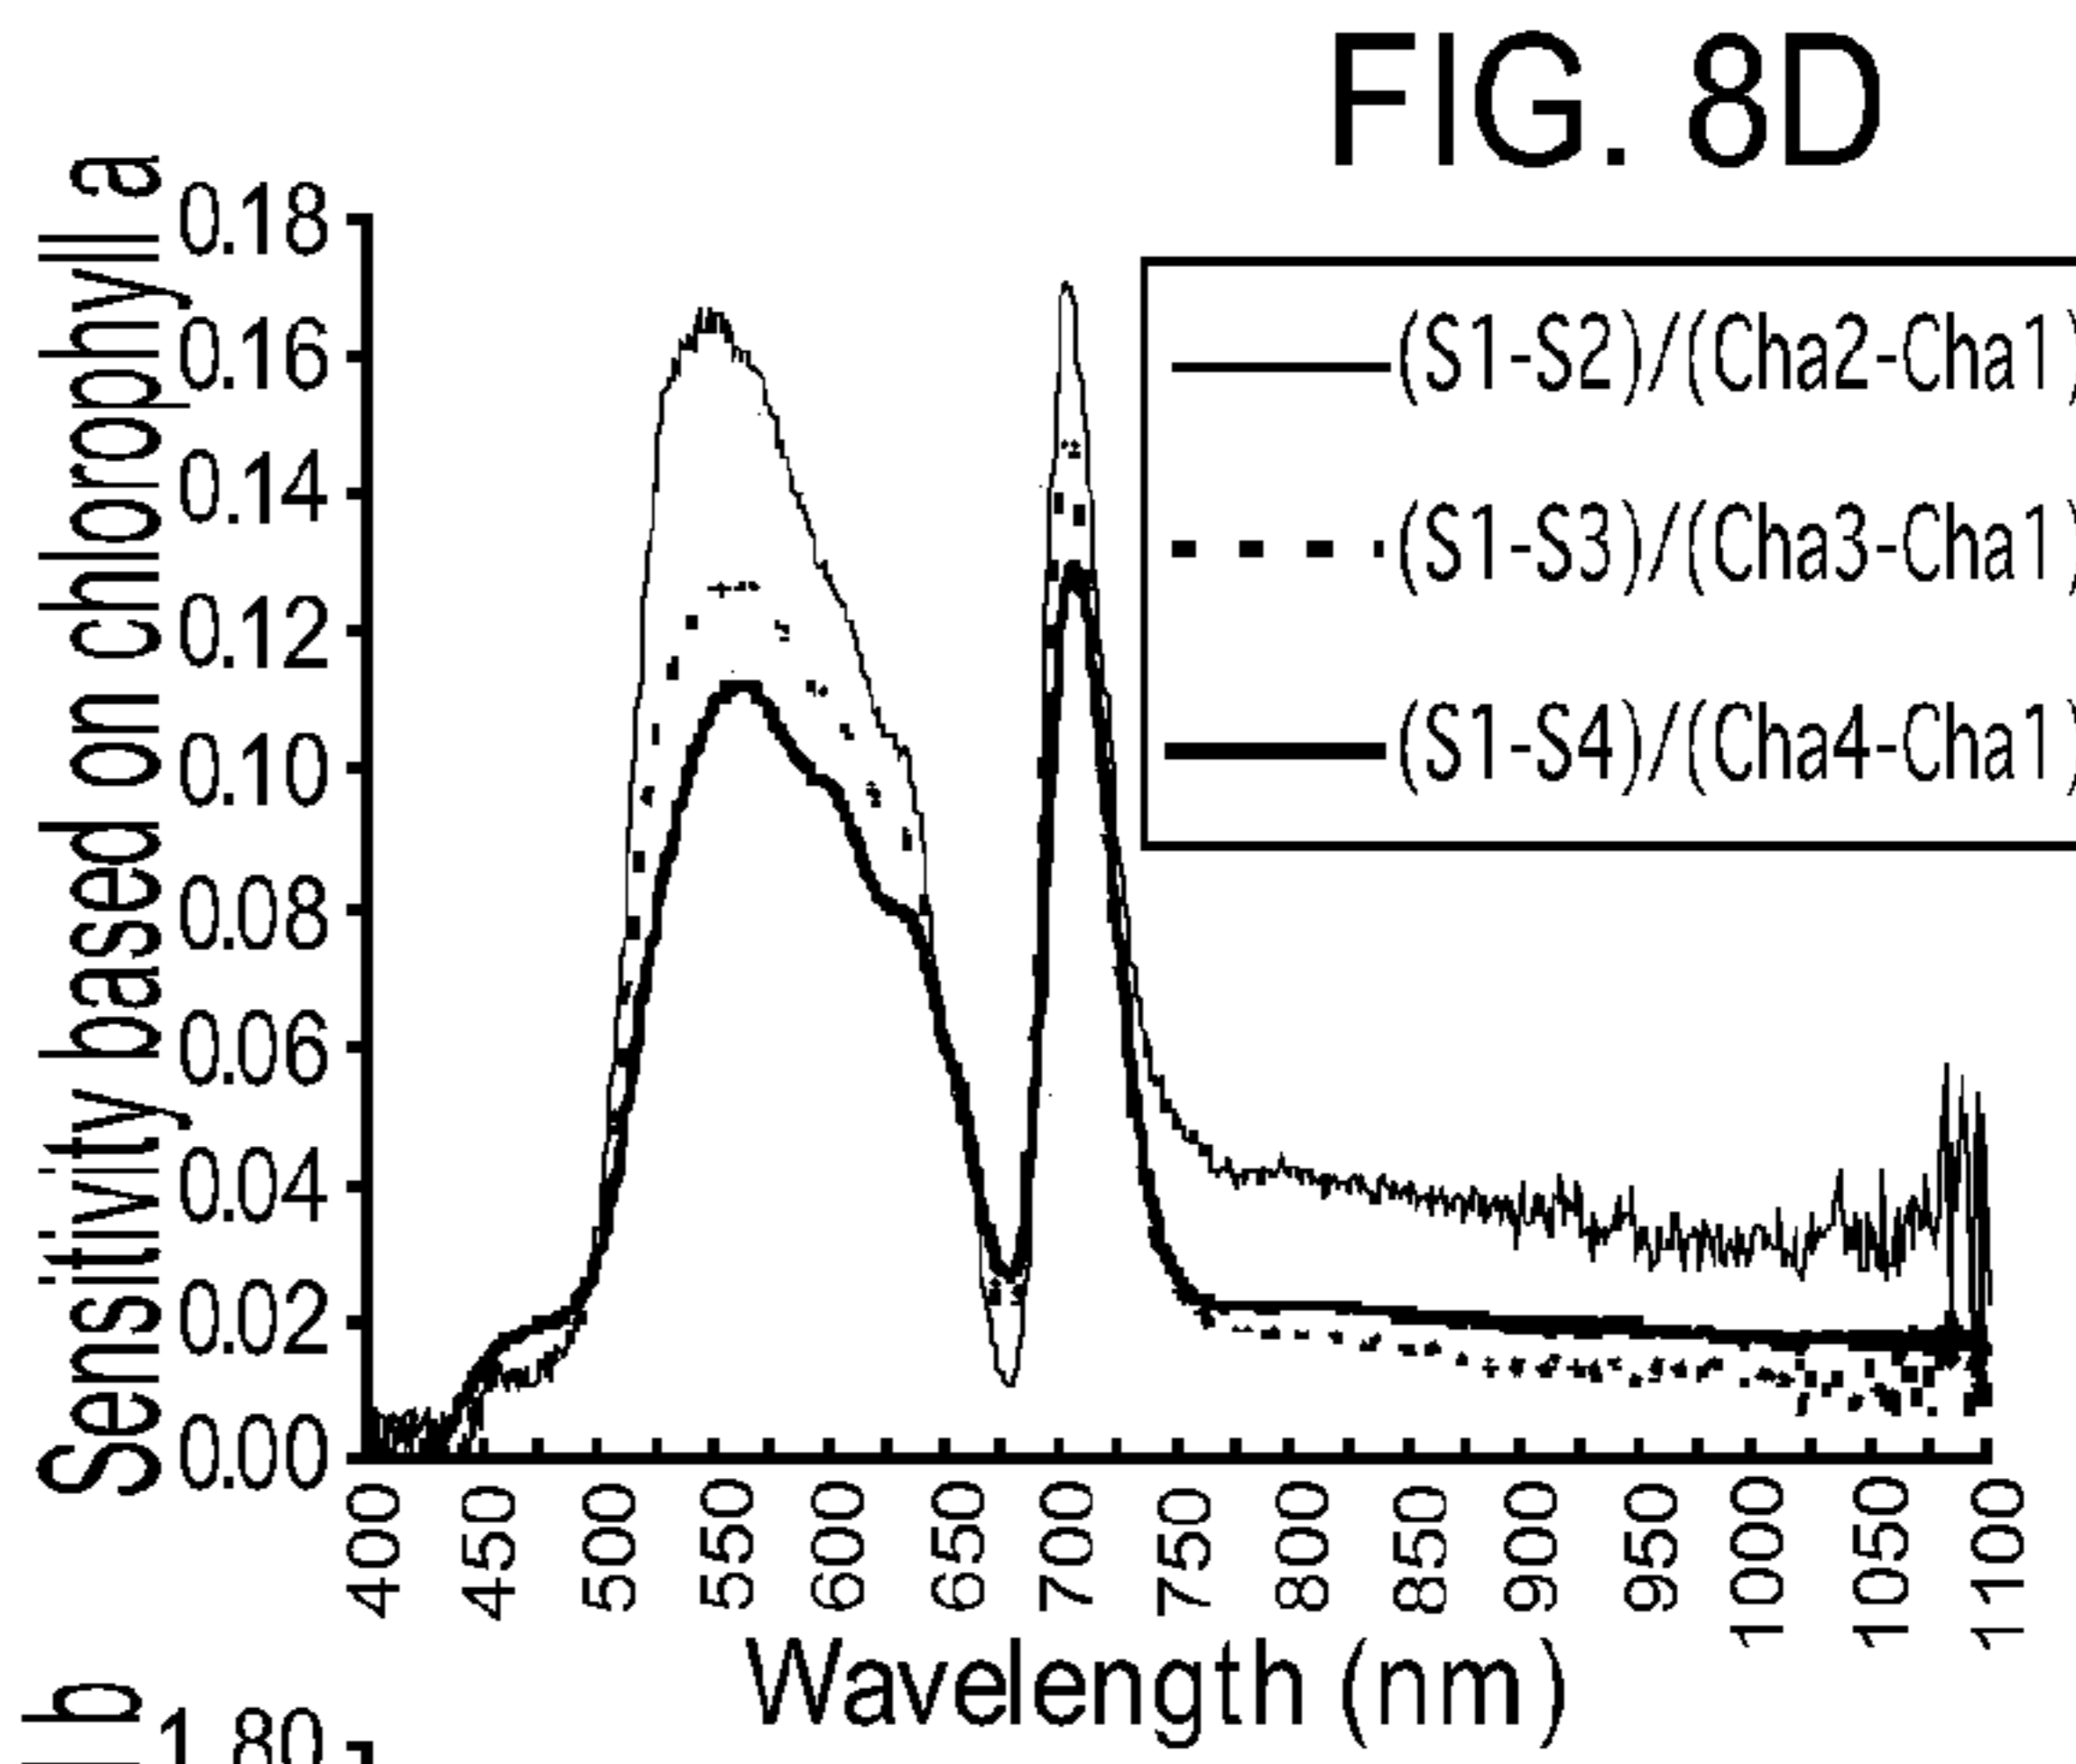 FIG. 8D
Sensitivity based on chlorophyll a
0.18
0.16
0.14
0.12
0.10
0.08
0.06
0.04
0.02
0.00
(S1-S2)/(Cha2-Cha1)
(S1-S3)/(Cha3-Cha1)
(S1-S4)/(Cha4-Cha1)
400 450 500 550 600 650 700 750 800 850 900 950 1000 1050 1100
Wavelength (nm)
b
1.80